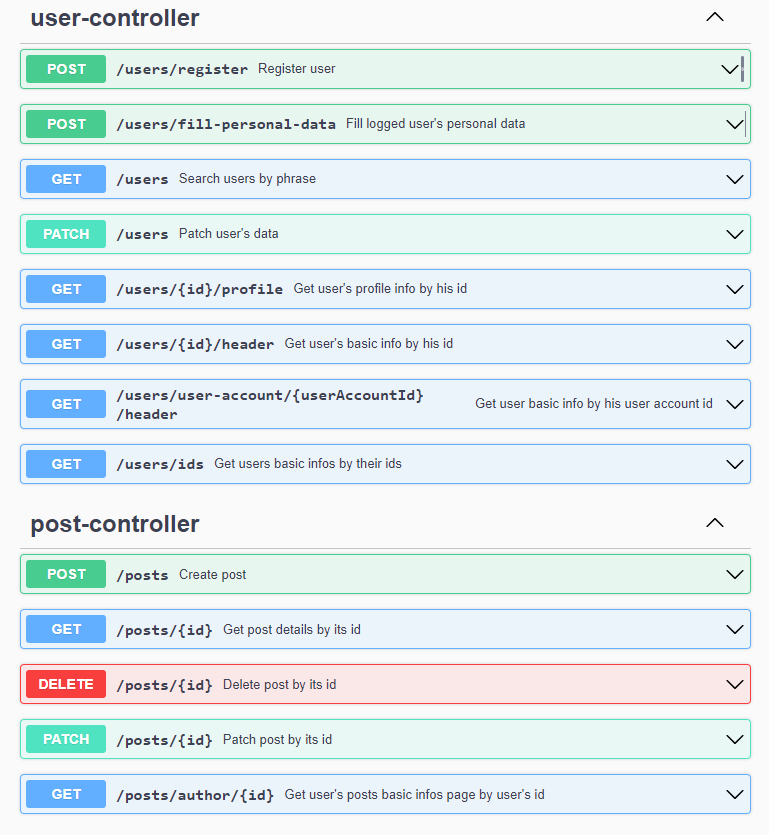 user-controller
POST /users/register Register user
POST /users/fill-personal-data Fill logged user's personal data
GET /users Search users by phrase
PATCH /users Patch user's data
GET /users/{id}/profile Get user's profile info by his id
GET /users/{id}/header Get user's basic info by his id
GET /users/user-account/{userAccountId}
/header Get user basic info by his user account id
GET /users/ids Get users basic infos by their ids
post-controller
POST /posts Create post
GET /posts/{id} Get post details by its id
DELETE /posts/{id} Delete post by its id
PATCH /posts/{id} Patch post by its id
GET /posts/author/{id} Get user's posts basic infos page by user's id